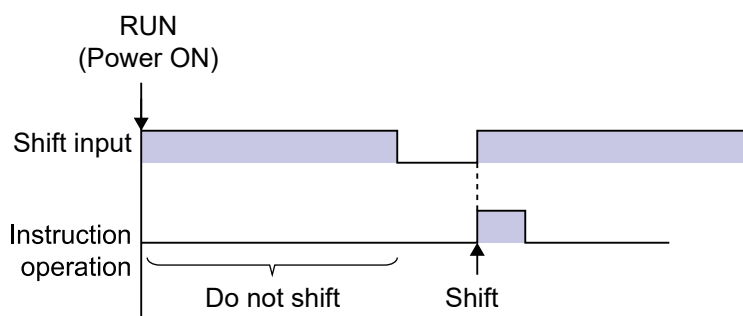 RUN
(Power ON)
Shift input
Instruction
operation
Do not shift
Shift